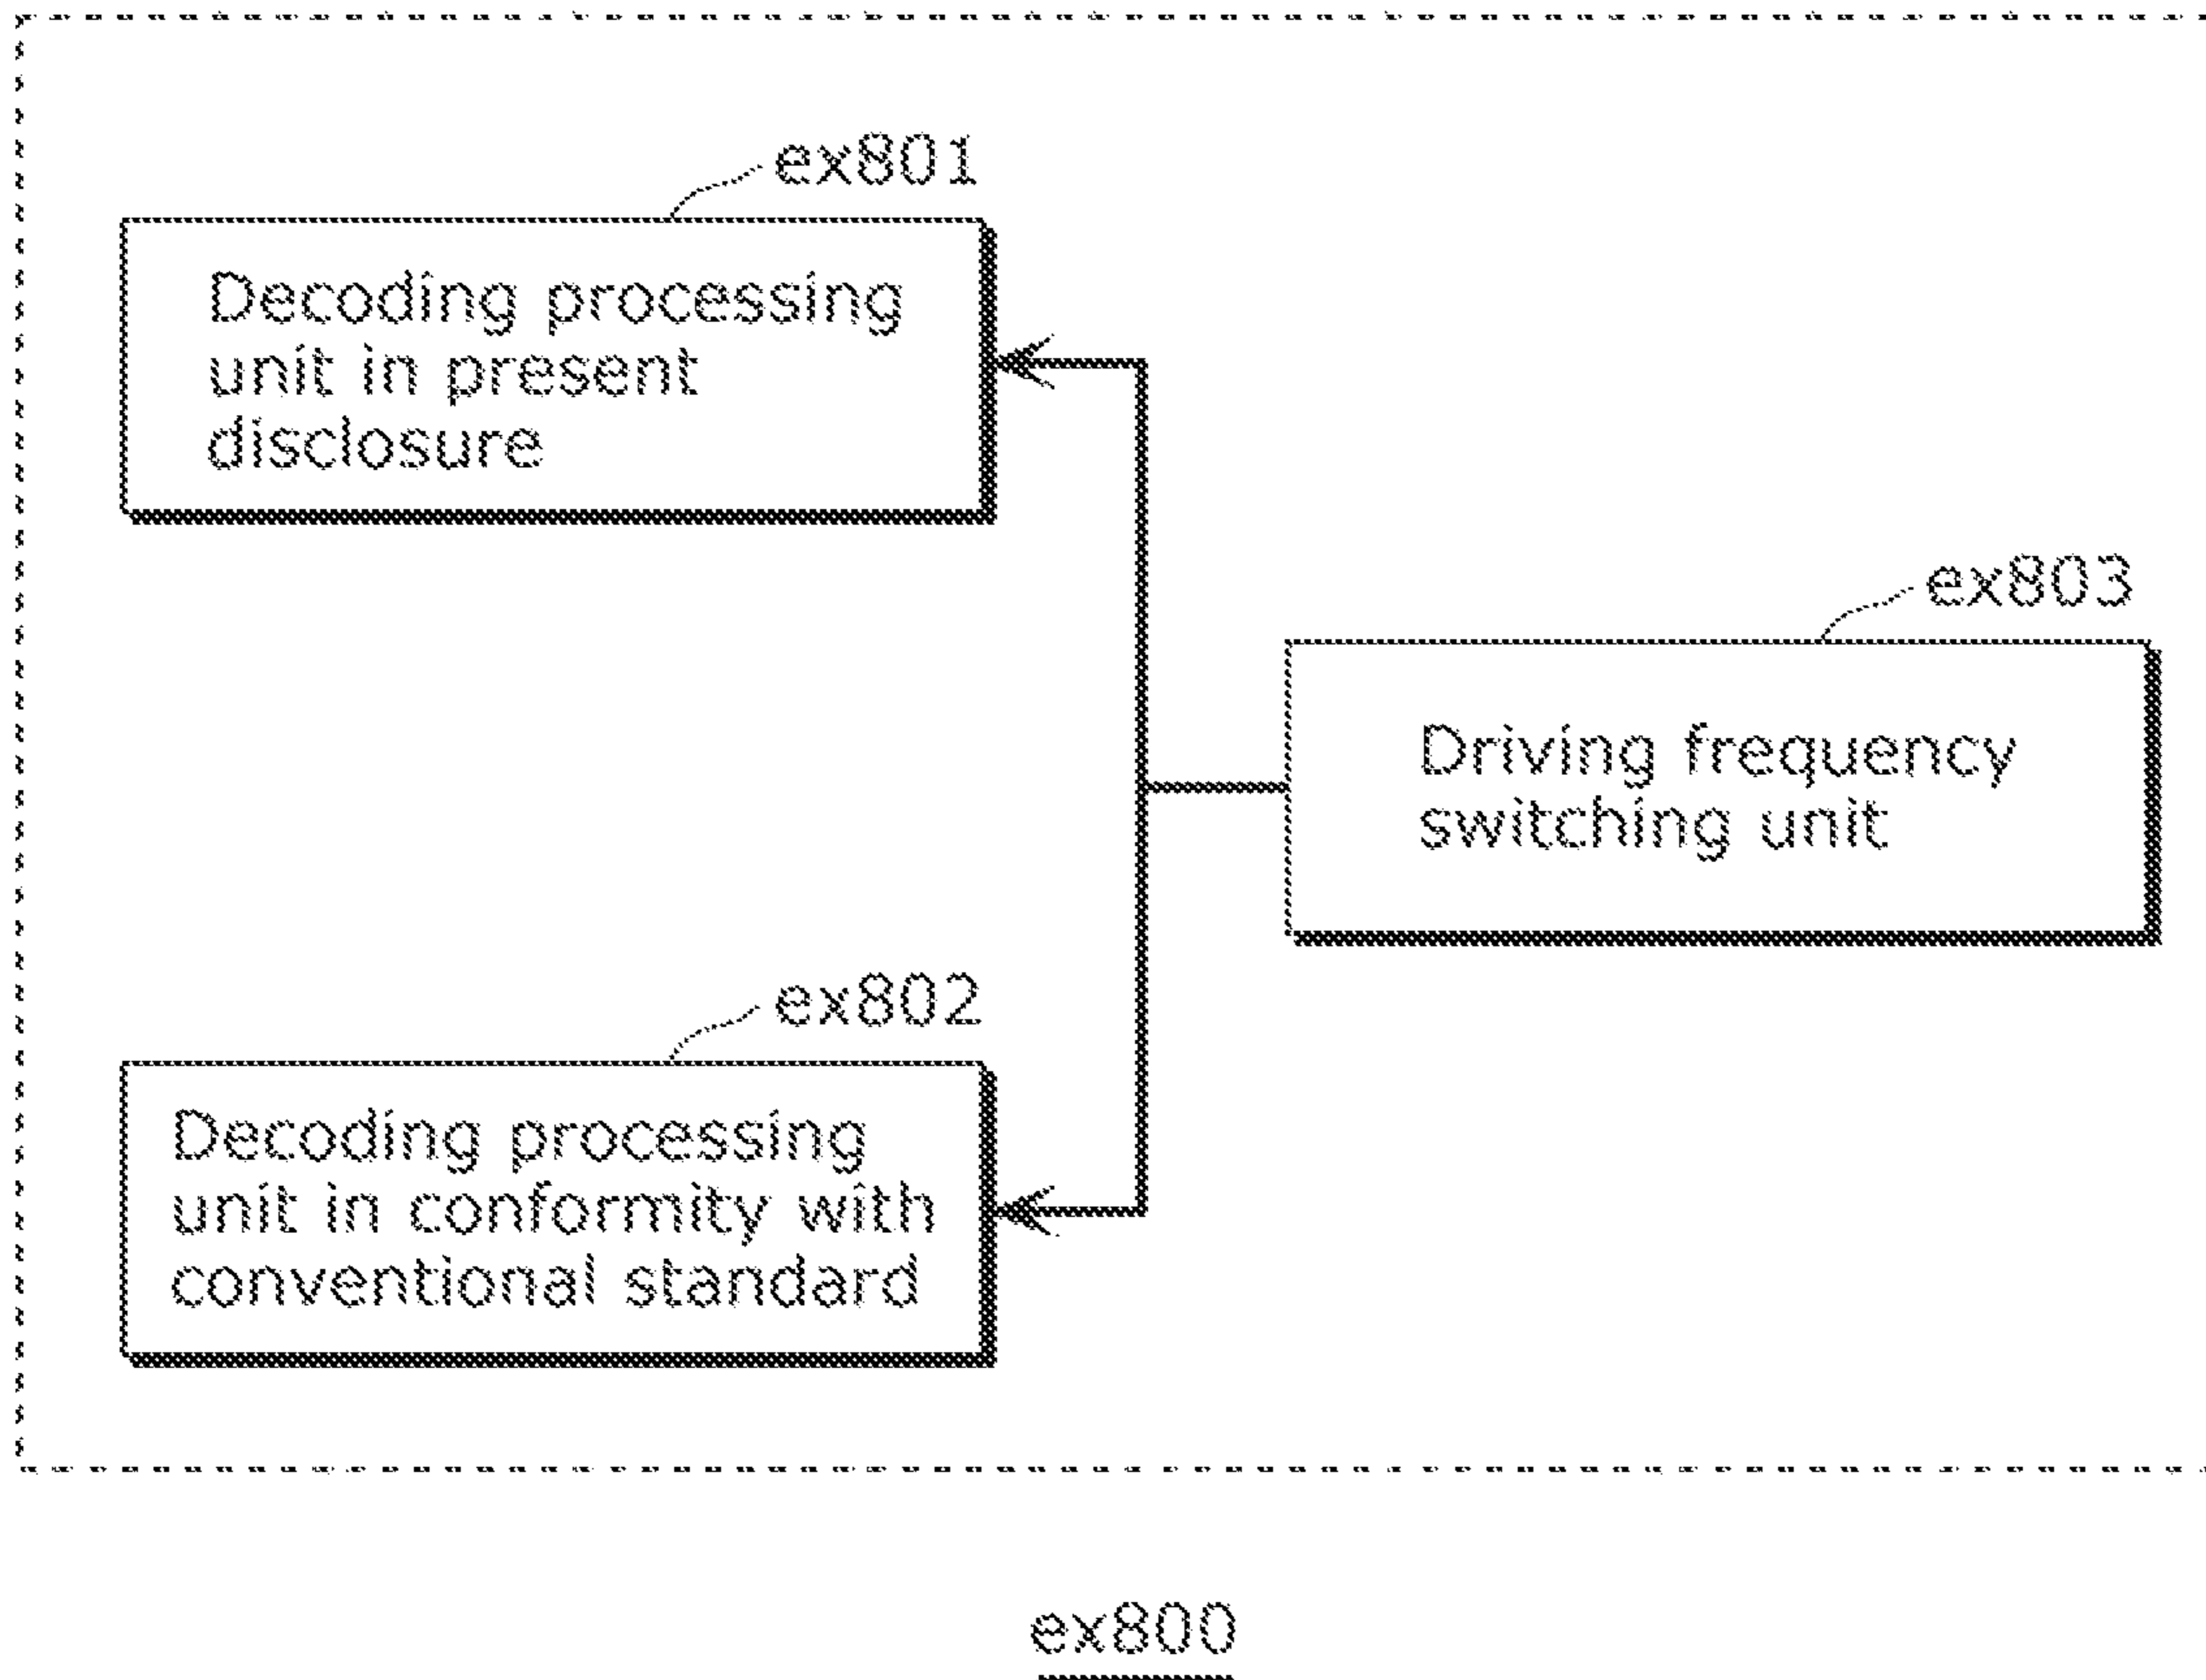 ex801
Decoding processing
unit in present
disclosure
ex803
Driving frequency
switching unit
ex802
Decoding processing
unit in conformity with
conventional standard
ex800